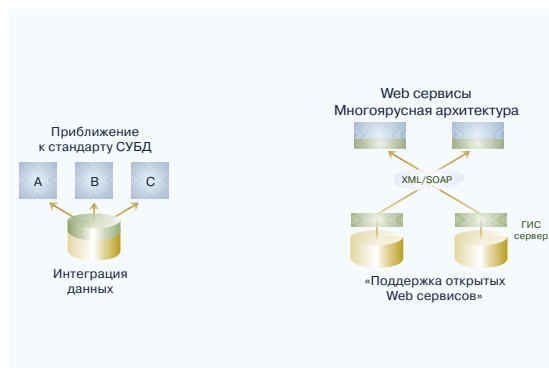 Приближение
к стандарту СУБД
A B C
Интеграция
данных
Web сервисы
Многоярусная архитектура
XML/SOAP
ГИС
сервер
«Поддержка открытых
Web сервисов»